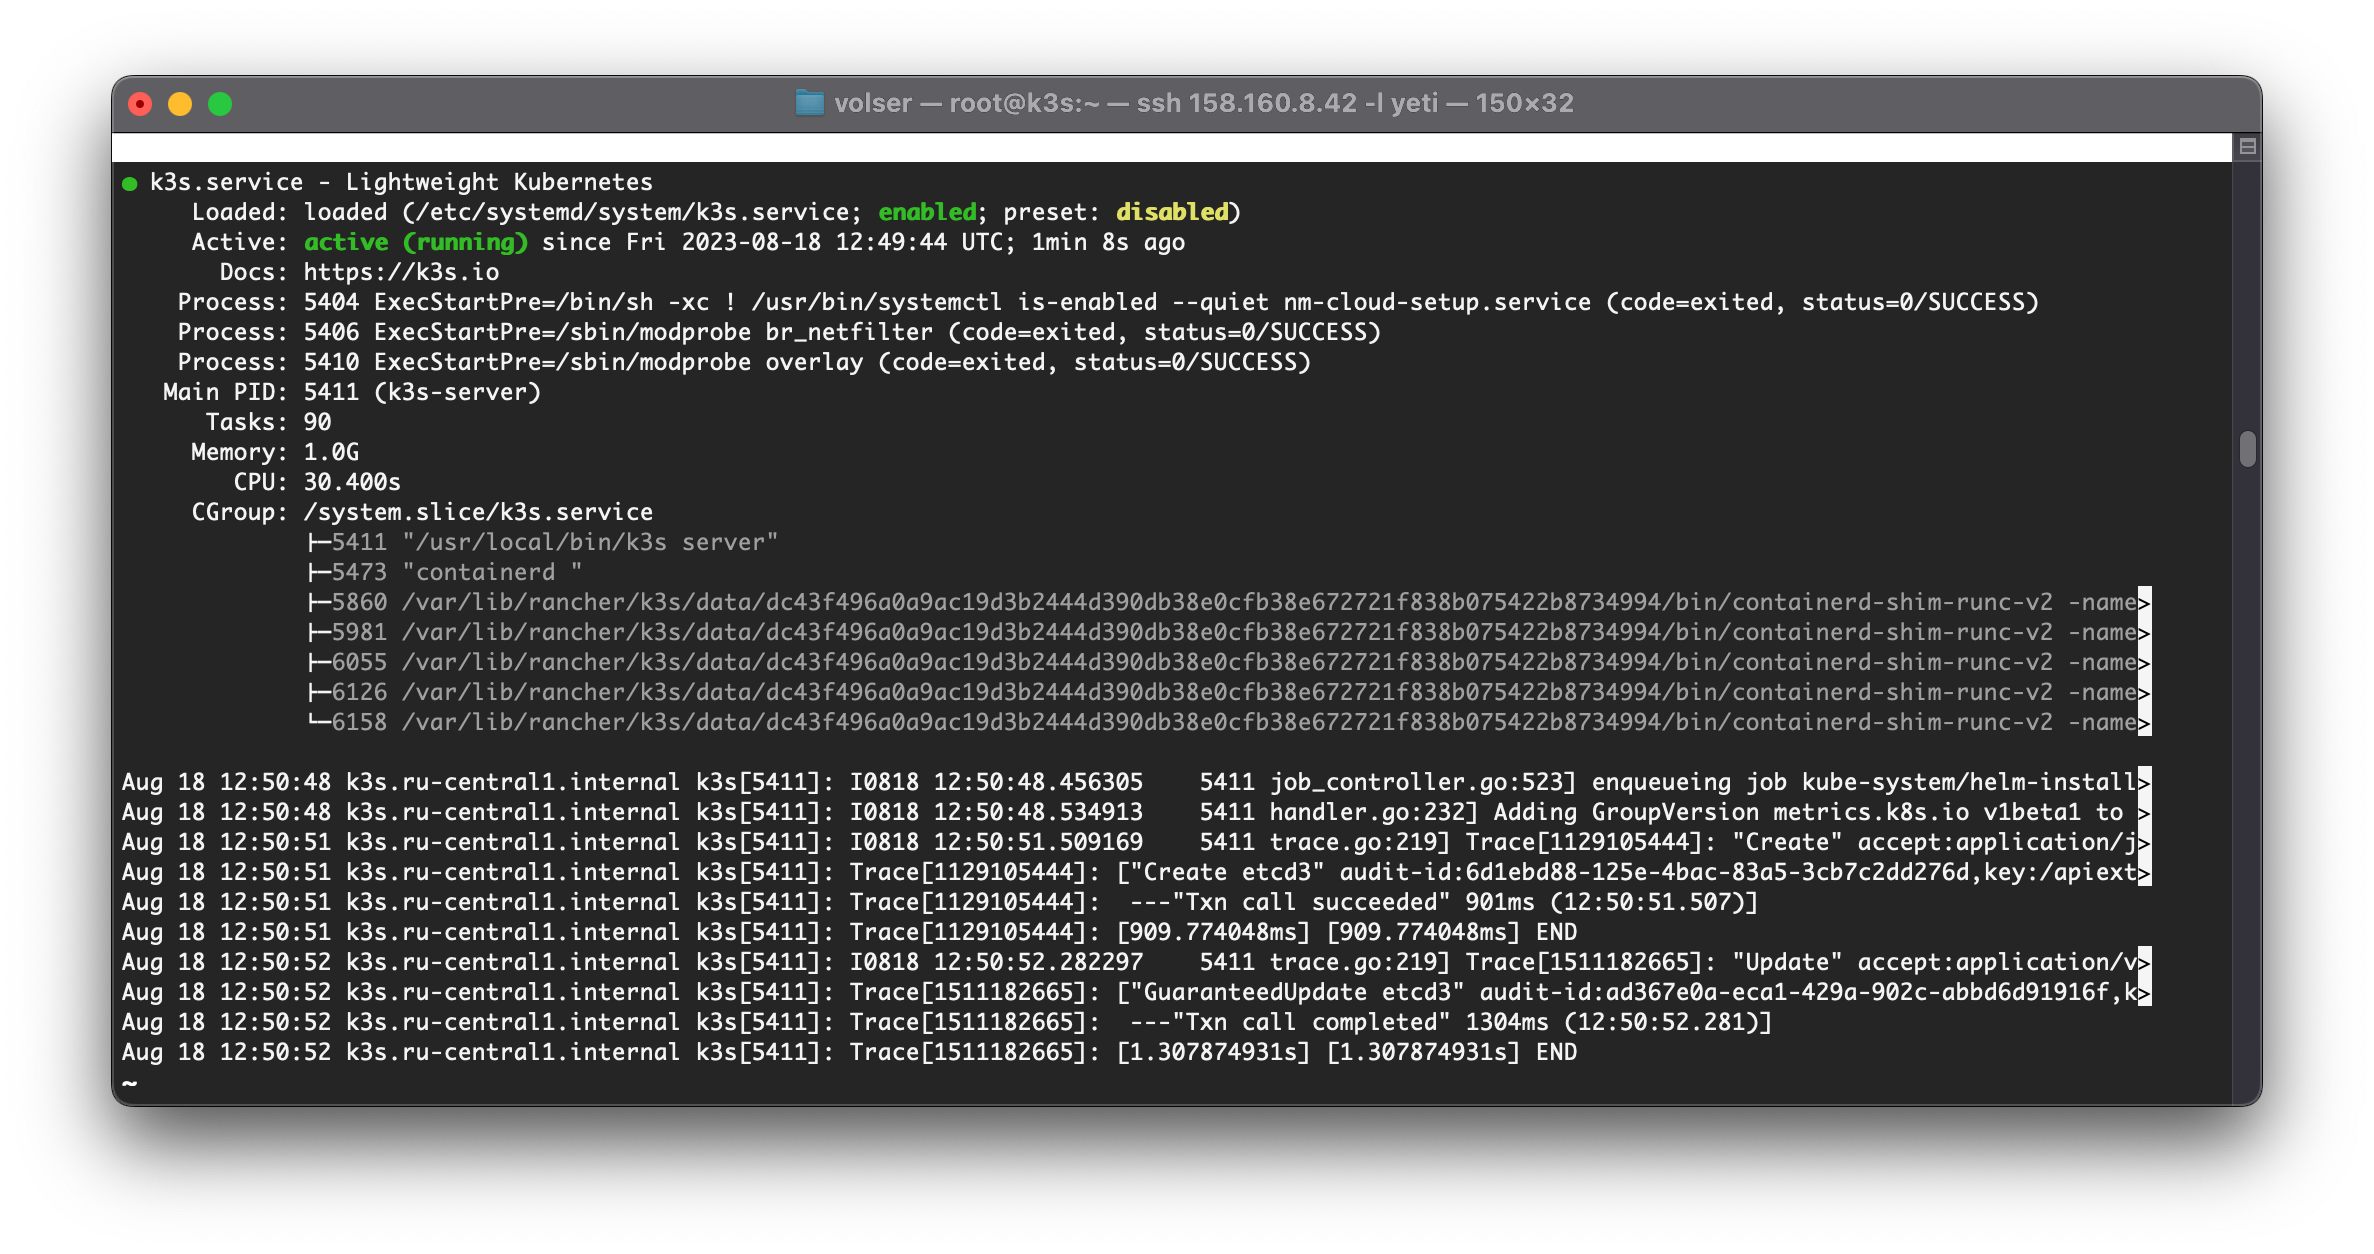 volser — root@k3s:~ — ssh 158.160.8.42 -l yeti — 150×32
● k3s.service - Lightweight Kubernetes
     Loaded: loaded (/etc/systemd/system/k3s.service; enabled; preset: disabled)
     Active: active (running) since Fri 2023-08-18 12:49:44 UTC; 1min 8s ago
       Docs: https://k3s.io
    Process: 5404 ExecStartPre=/bin/sh -xc ! /usr/bin/systemctl is-enabled --quiet nm-cloud-setup.service (code=exited, status=0/SUCCESS)
    Process: 5406 ExecStartPre=/sbin/modprobe br_netfilter (code=exited, status=0/SUCCESS)
    Process: 5410 ExecStartPre=/sbin/modprobe overlay (code=exited, status=0/SUCCESS)
   Main PID: 5411 (k3s-server)
      Tasks: 90
     Memory: 1.0G
        CPU: 30.400s
     CGroup: /system.slice/k3s.service
             ├─5411 "/usr/local/bin/k3s server"
             ├─5473 "containerd "
             ├─5860 /var/lib/rancher/k3s/data/dc43f496a0a9ac19d3b2444d390db38e0cfb38e672721f838b075422b8734994/bin/containerd-shim-runc-v2 -name>
             ├─5981 /var/lib/rancher/k3s/data/dc43f496a0a9ac19d3b2444d390db38e0cfb38e672721f838b075422b8734994/bin/containerd-shim-runc-v2 -name>
             ├─6055 /var/lib/rancher/k3s/data/dc43f496a0a9ac19d3b2444d390db38e0cfb38e672721f838b075422b8734994/bin/containerd-shim-runc-v2 -name>
             ├─6126 /var/lib/rancher/k3s/data/dc43f496a0a9ac19d3b2444d390db38e0cfb38e672721f838b075422b8734994/bin/containerd-shim-runc-v2 -name>
             └─6158 /var/lib/rancher/k3s/data/dc43f496a0a9ac19d3b2444d390db38e0cfb38e672721f838b075422b8734994/bin/containerd-shim-runc-v2 -name>
Aug 18 12:50:48 k3s.ru-central1.internal k3s[5411]: I0818 12:50:48.456305    5411 job_controller.go:523] enqueueing job kube-system/helm-install>
Aug 18 12:50:48 k3s.ru-central1.internal k3s[5411]: I0818 12:50:48.534913    5411 handler.go:232] Adding GroupVersion metrics.k8s.io v1beta1 to >
Aug 18 12:50:51 k3s.ru-central1.internal k3s[5411]: I0818 12:50:51.509169    5411 trace.go:219] Trace[1129105444]: "Create" accept:application/j>
Aug 18 12:50:51 k3s.ru-central1.internal k3s[5411]: Trace[1129105444]: ["Create etcd3" audit-id:6d1ebd88-125e-4bac-83a5-3cb7c2dd276d,key:/apiext>
Aug 18 12:50:51 k3s.ru-central1.internal k3s[5411]: Trace[1129105444]:  ---"Txn call succeeded" 901ms (12:50:51.507)]
Aug 18 12:50:51 k3s.ru-central1.internal k3s[5411]: Trace[1129105444]: [909.774048ms] [909.774048ms] END
Aug 18 12:50:52 k3s.ru-central1.internal k3s[5411]: I0818 12:50:52.282297    5411 trace.go:219] Trace[1511182665]: "Update" accept:application/v>
Aug 18 12:50:52 k3s.ru-central1.internal k3s[5411]: Trace[1511182665]: ["GuaranteedUpdate etcd3" audit-id:ad367e0a-eca1-429a-902c-abbd6d91916f,k>
Aug 18 12:50:52 k3s.ru-central1.internal k3s[5411]: Trace[1511182665]:  ---"Txn call completed" 1304ms (12:50:52.281)]
Aug 18 12:50:52 k3s.ru-central1.internal k3s[5411]: Trace[1511182665]: [1.307874931s] [1.307874931s] END
~